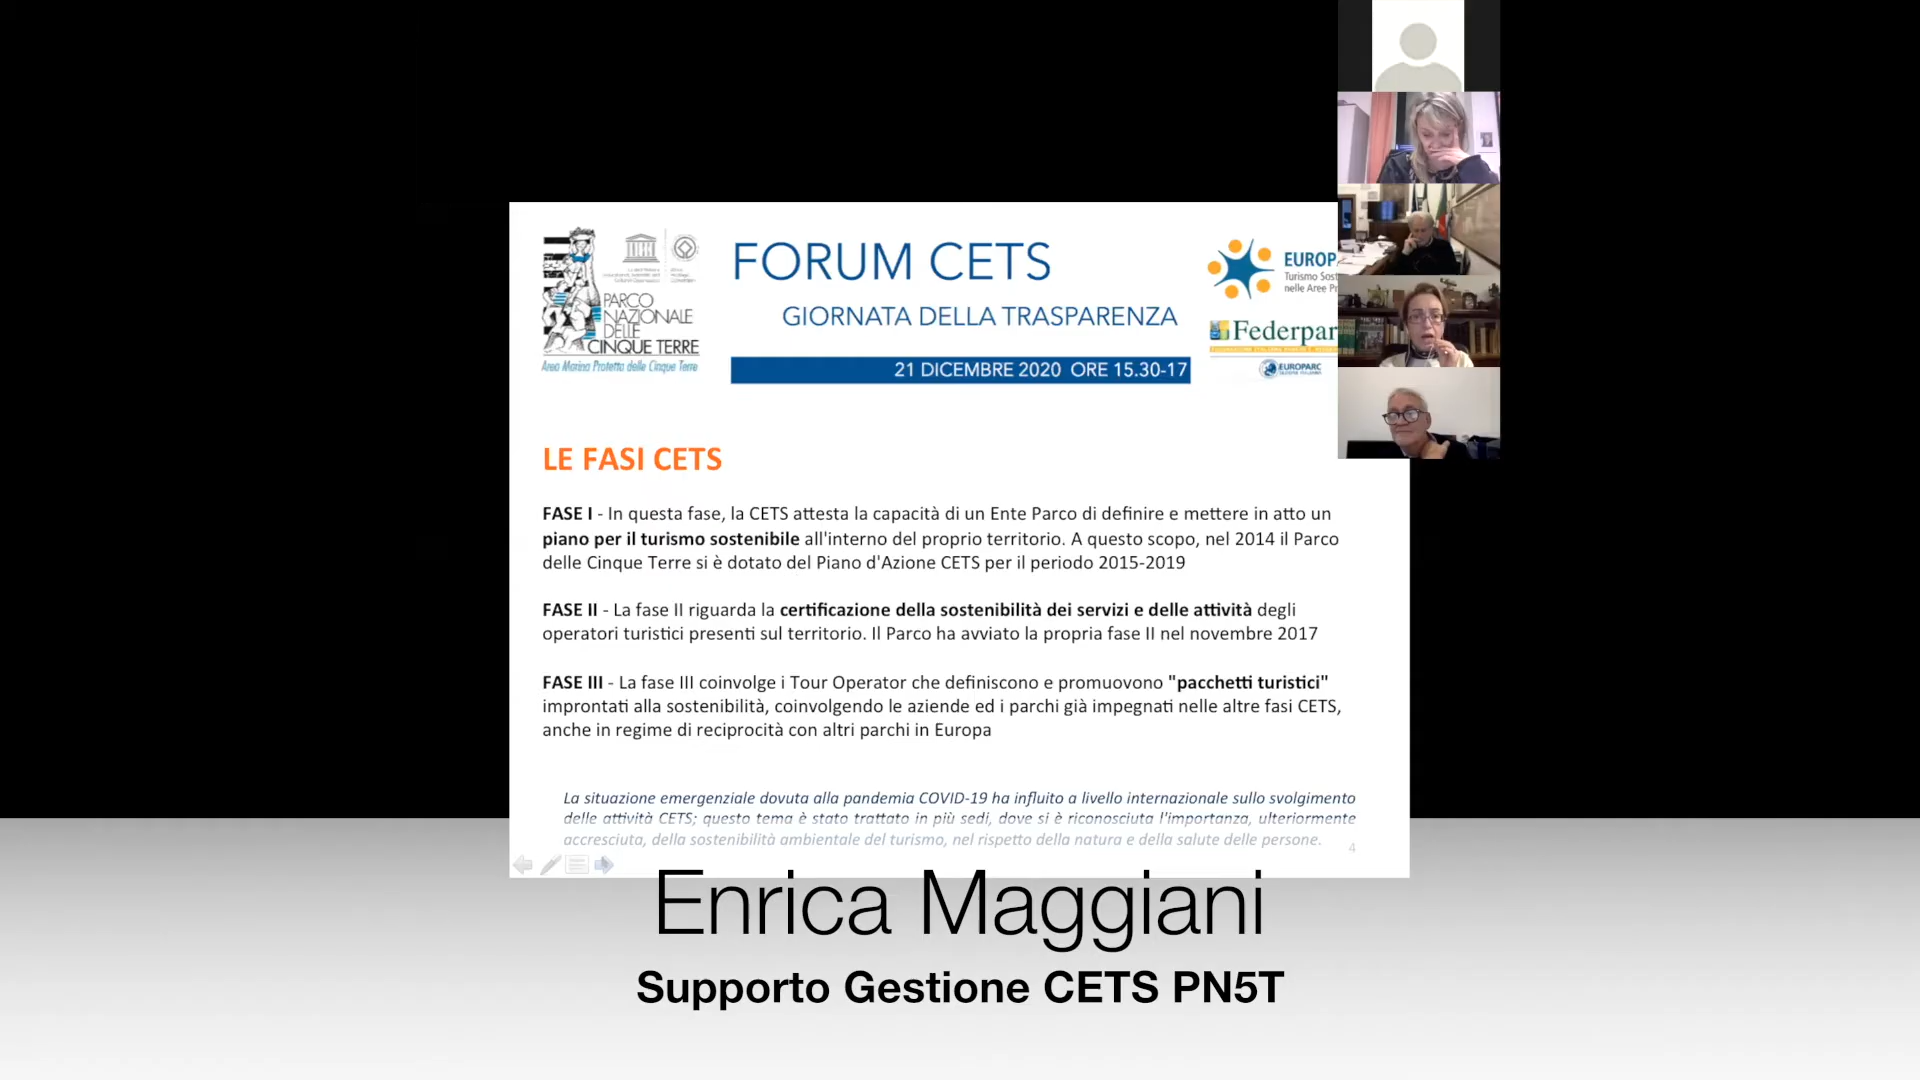 FORUM CETS
GIORNATA DELLA TRASPARENZA
21 DICEMBRE 2020 ORE 15.30-17
PARCO
NAZIONALE
DELLE
CINQUE TERRE
Area Marina Protetta delle Cinque Terre
EUROP
Turismo Sost
nelle Aree Pr
Federpar
EUROPARC
LE FASI CETS
FASE I - In questa fase, la CETS attesta la capacità di un Ente Parco di definire e mettere in atto un
piano per il turismo sostenibile all'interno del proprio territorio. A questo scopo, nel 2014 il Parco
delle Cinque Terre si è dotato del Piano d'Azione CETS per il periodo 2015-2019
FASE II - La fase II riguarda la certificazione della sostenibilità dei servizi e delle attività degli
operatori turistici presenti sul territorio. Il Parco ha avviato la propria fase II nel novembre 2017
FASE III - La fase III coinvolge i Tour Operator che definiscono e promuovono "pacchetti turistici"
improntati alla sostenibilità, coinvolgendo le aziende ed i parchi già impegnati nelle altre fasi CETS,
anche in regime di reciprocità con altri parchi in Europa
La situazione emergenziale dovuta alla pandemia COVID-19 ha influito a livello internazionale sullo svolgimento
delle attività CETS; questo tema è stato trattato in più sedi, dove si è riconosciuta l'importanza, ulteriormente
accresciuta, della sostenibilità ambientale del turismo, nel rispetto della natura e della salute delle persone.
4
Enrica Maggiani
Supporto Gestione CETS PN5T